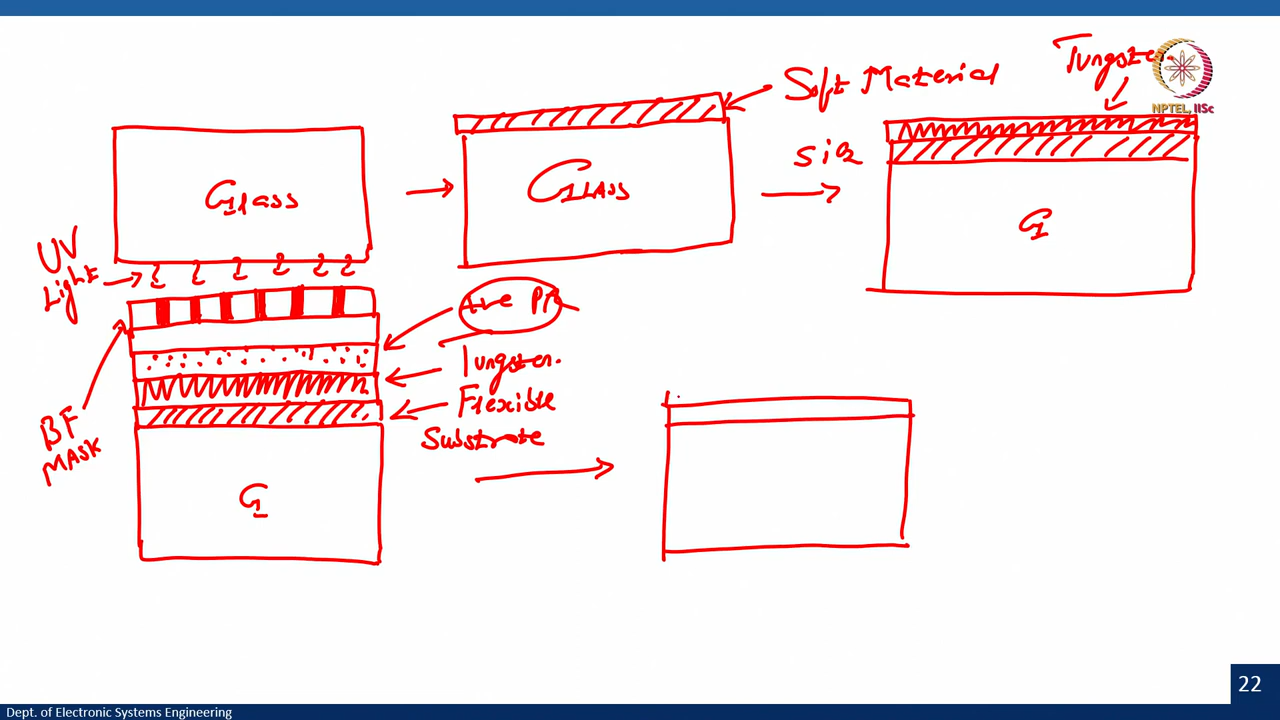 Tungsten
NPTEL, IISc
Soft Material
Glass
GLASS
SiO2
G
UV
Light
+ve PR
Tungsten.
Flexible
Substrate
BF
MASK
G
22
Dept. of Electronic Systems Engineering